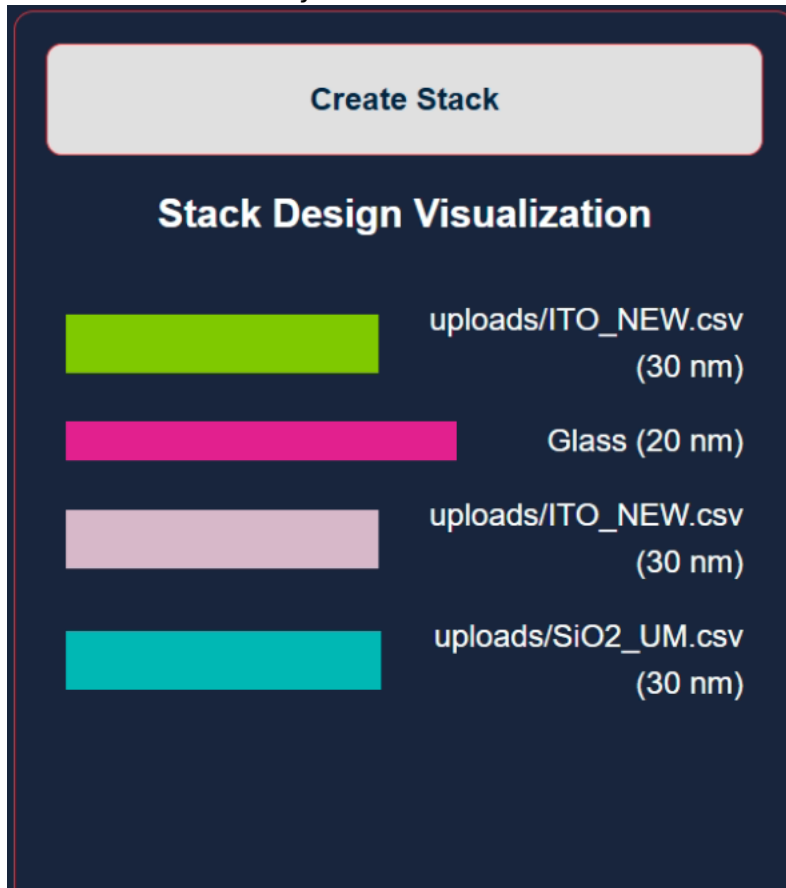 Create Stack
Stack Design Visualization
uploads/ITO_NEW.csv
(30 nm)
Glass (20 nm)
uploads/ITO_NEW.csv
(30 nm)
uploads/SiO2_UM.csv
(30 nm)